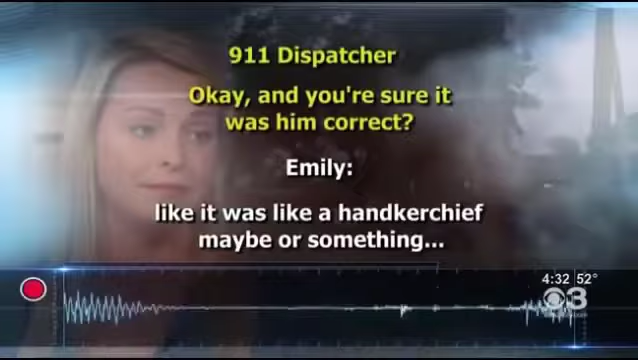 911 Dispatcher
Okay, and you're sure it
was him correct?
Emily:
like it was like a handkerchief
maybe or something...
4:32 52°
3